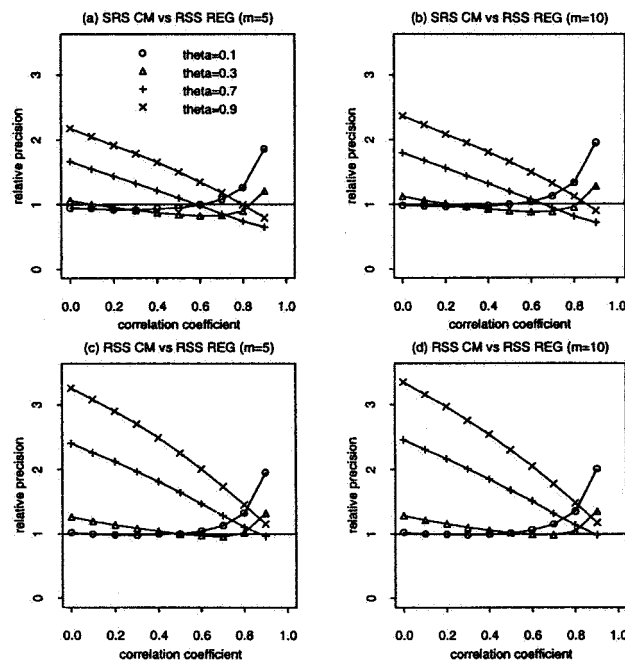 (a) SRS CM vs RSS REG (m=5)
theta=0.1
theta=0.3
theta=0.7
theta=0.9
relative precision
3
2
1
0
0.0 0.2 0.4 0.6 0.8 1.0
correlation coefficient
(b) SRS CM vs RSS REG (m=10)
relative precision
3
2
1
0
0.0 0.2 0.4 0.6 0.8 1.0
correlation coefficient
(c) RSS CM vs RSS REG (m=5)
relative precision
3
2
1
0
0.0 0.2 0.4 0.6 0.8 1.0
correlation coefficient
(d) RSS CM vs RSS REG (m=10)
relative precision
3
2
1
0
0.0 0.2 0.4 0.6 0.8 1.0
correlation coefficient